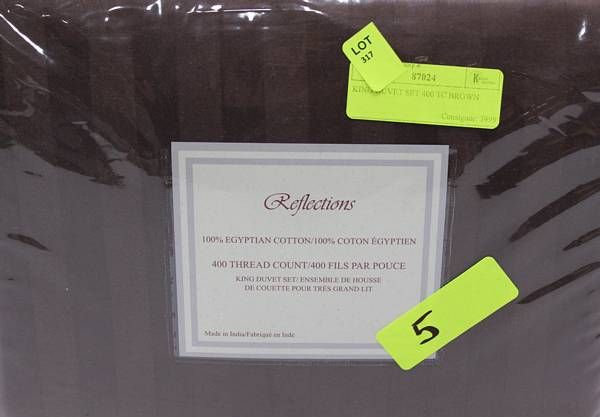 LOT
317
87024
KING DUVET SET 400 TC BROWN
Consignor: 3999
Reflections
100% EGYPTIAN COTTON/100% COTON ÉGYPTIEN
400 THREAD COUNT/400 FILS PAR POUCE
KING DUVET SET/ ENSEMBLE DE HOUSSE
DE COUETTE POUR TRÉS GRAND LIT
Made in India/Fabriqué en Inde
5